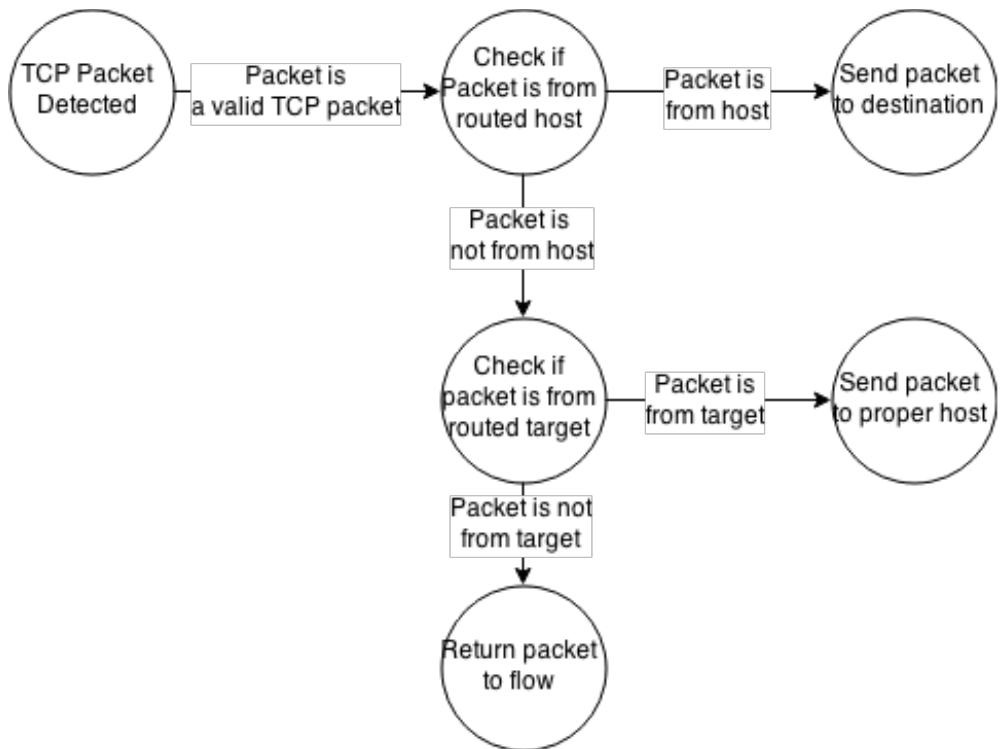 TCP Packet
Detected
Packet is
a valid TCP packet
Check if
Packet is from
routed host
Packet is
from host
Send packet
to destination
Packet is
not from host
Check if
packet is from
routed target
Packet is
from target
Send packet
to proper host
Packet is not
from target
Return packet
to flow